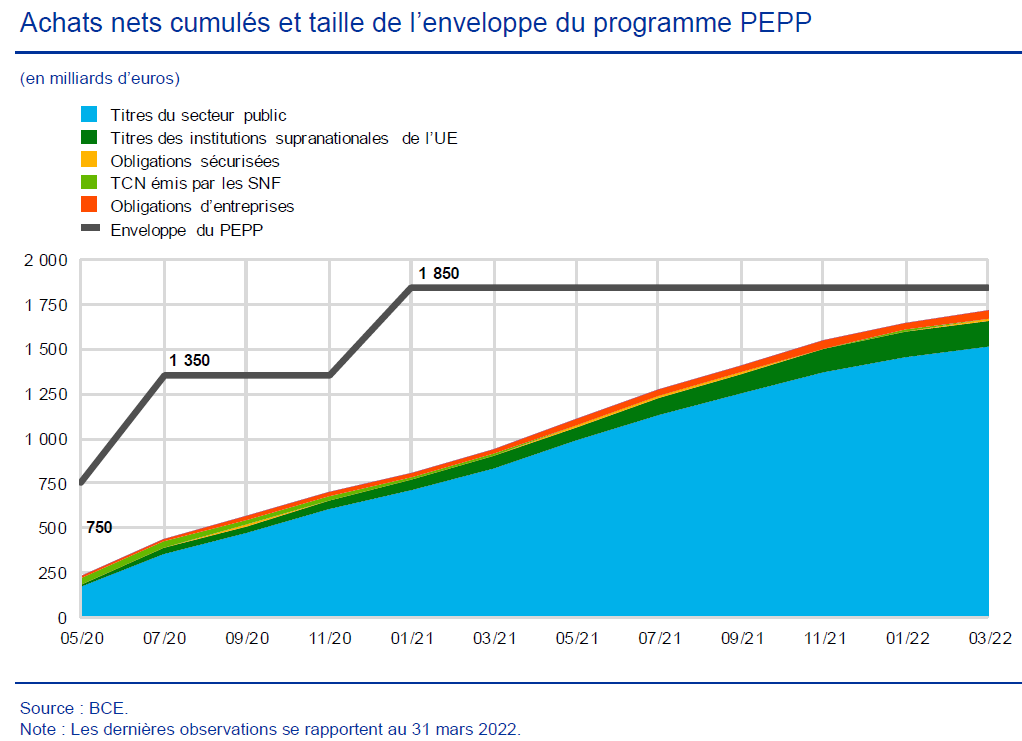 Achats nets cumulés et taille de l’enveloppe du programme PEPP
(en milliards d’euros)
Titres du secteur public
Titres des institutions supranationales de l’UE
Obligations sécurisées
TCN émis par les SNF
Obligations d’entreprises
Enveloppe du PEPP
2 000
1 850
1 750
1 500
1 350
1 250
1 000
750
750
500
250
0
05/20 07/20 09/20 11/20 01/21 03/21 05/21 07/21 09/21 11/21 01/22 03/22
Source : BCE.
Note : Les dernières observations se rapportent au 31 mars 2022.